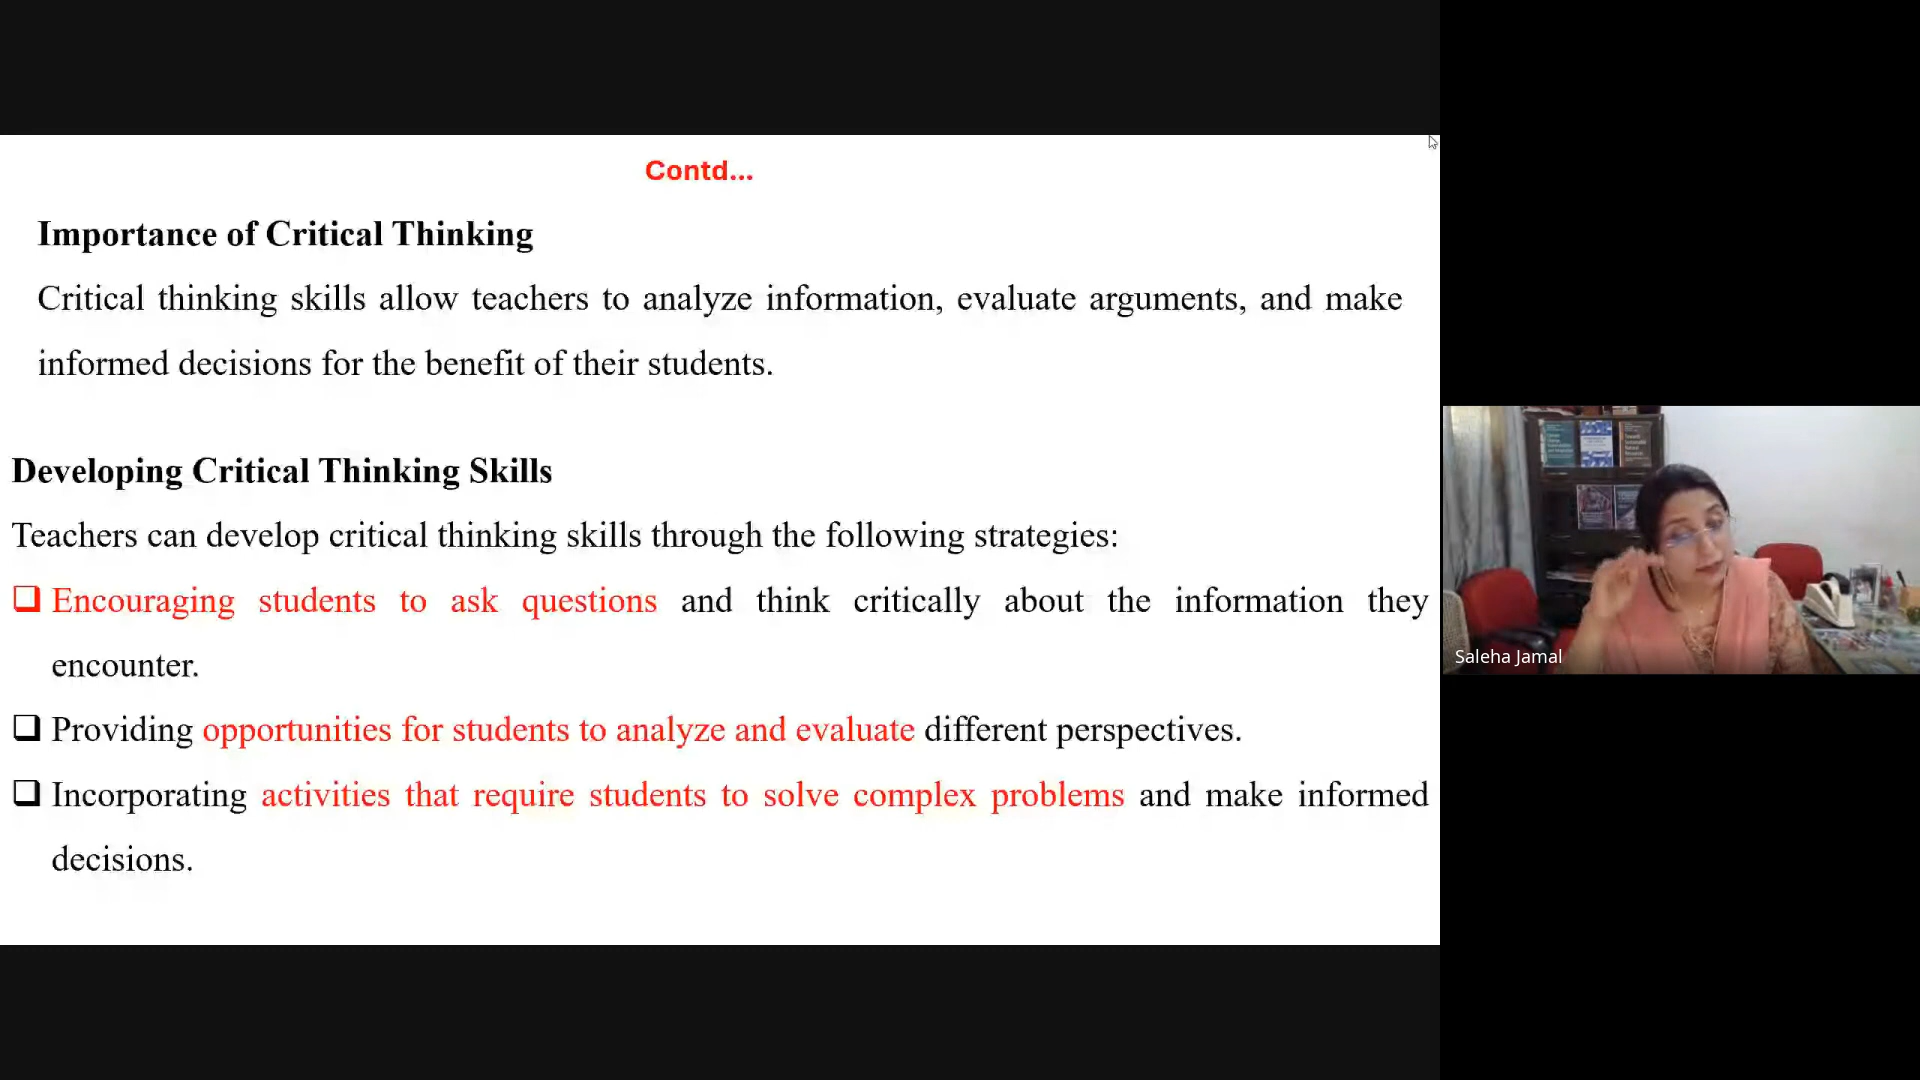 Contd...
Importance of Critical Thinking
Critical thinking skills allow teachers to analyze information, evaluate arguments, and make
informed decisions for the benefit of their students.
Developing Critical Thinking Skills
Teachers can develop critical thinking skills through the following strategies:
❑ Encouraging students to ask questions and think critically about the information they
encounter.
❑ Providing opportunities for students to analyze and evaluate different perspectives.
❑ Incorporating activities that require students to solve complex problems and make informed
decisions.
Saleha Jamal